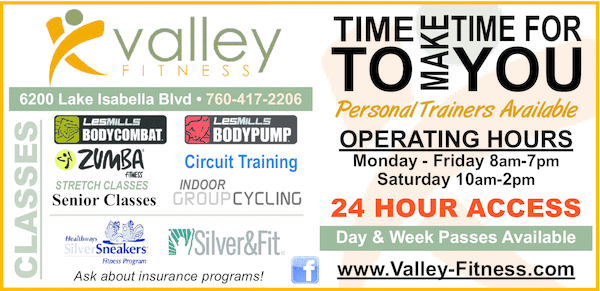 valley
FITNESS
6200 Lake Isabella Blvd • 760-417-2206
CLASSES
LESMILLS
BODYCOMBAT
LESMILLS
BODYPUMP
ZUMBA
fitness
Circuit Training
STRETCH CLASSES
Senior Classes
INDOOR
GROUPCYCLING
Healthways
SilverSneakers
Fitness Program
Silver&Fit
Ask about insurance programs!
f
TIME MAKE TIME FOR
TO YOU
Personal Trainers Available
OPERATING HOURS
Monday - Friday 8am-7pm
Saturday 10am-2pm
24 HOUR ACCESS
Day & Week Passes Available
www.Valley-Fitness.com